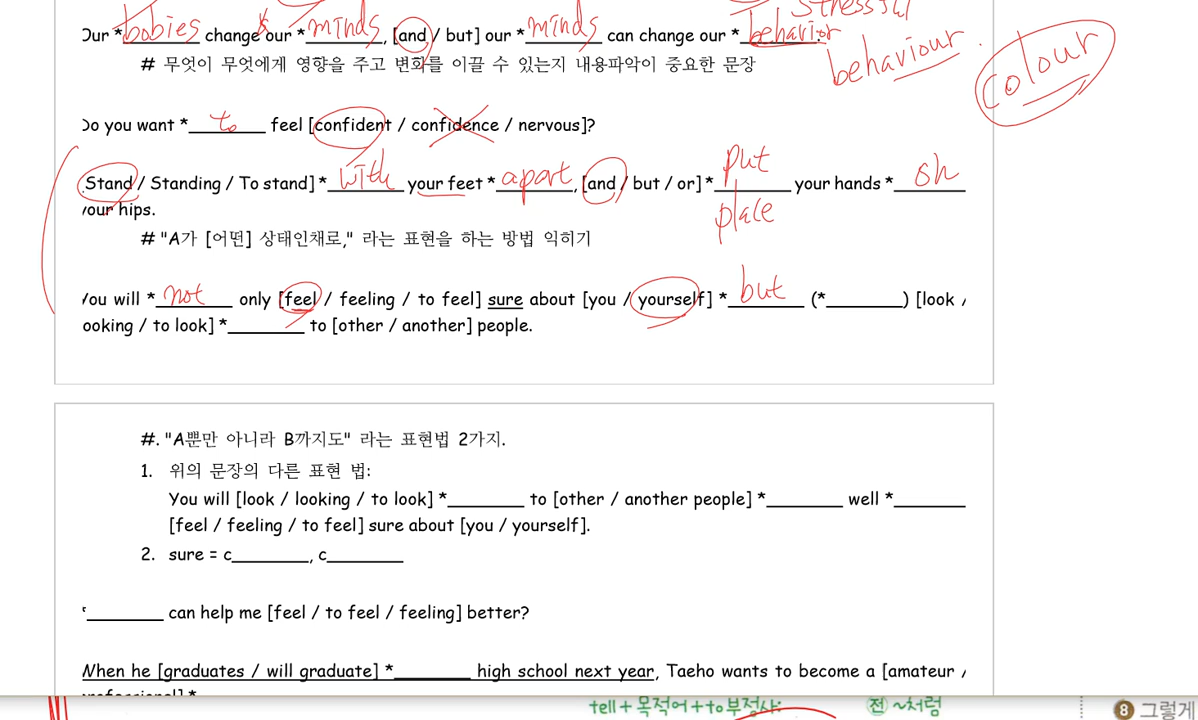 stressful
Our *bobies change our *minds, [and / but] our *minds can change our *behavior.
behaviour
colour
# 무엇이 무엇에게 영향을 주고 변화를 이끌 수 있는지 내용파악이 중요한 문장
Do you want *to feel [confident / confidence / nervous]?
[Stand / Standing / To stand] *with your feet *apart, [and / but / or] *put your hands *on
place
your hips.
# "A가 [어떤] 상태인채로," 라는 표현을 하는 방법 익히기
You will *not only [feel / feeling / to feel] sure about [you / yourself] *but (*________) [look /
looking / to look] *________ to [other / another] people.
#. "A뿐만 아니라 B까지도" 라는 표현법 2가지.
1. 위의 문장의 다른 표현 법:
You will [look / looking / to look] *________ to [other / another people] *________ well *________
[feel / feeling / to feel] sure about [you / yourself].
2. sure = c________, c________
*________ can help me [feel / to feel / feeling] better?
When he [graduates / will graduate] *________ high school next year, Taeho wants to become a [amateur /
professional] *
tell + 목적어 + to부정사:
전 ~처럼
8 그렇게